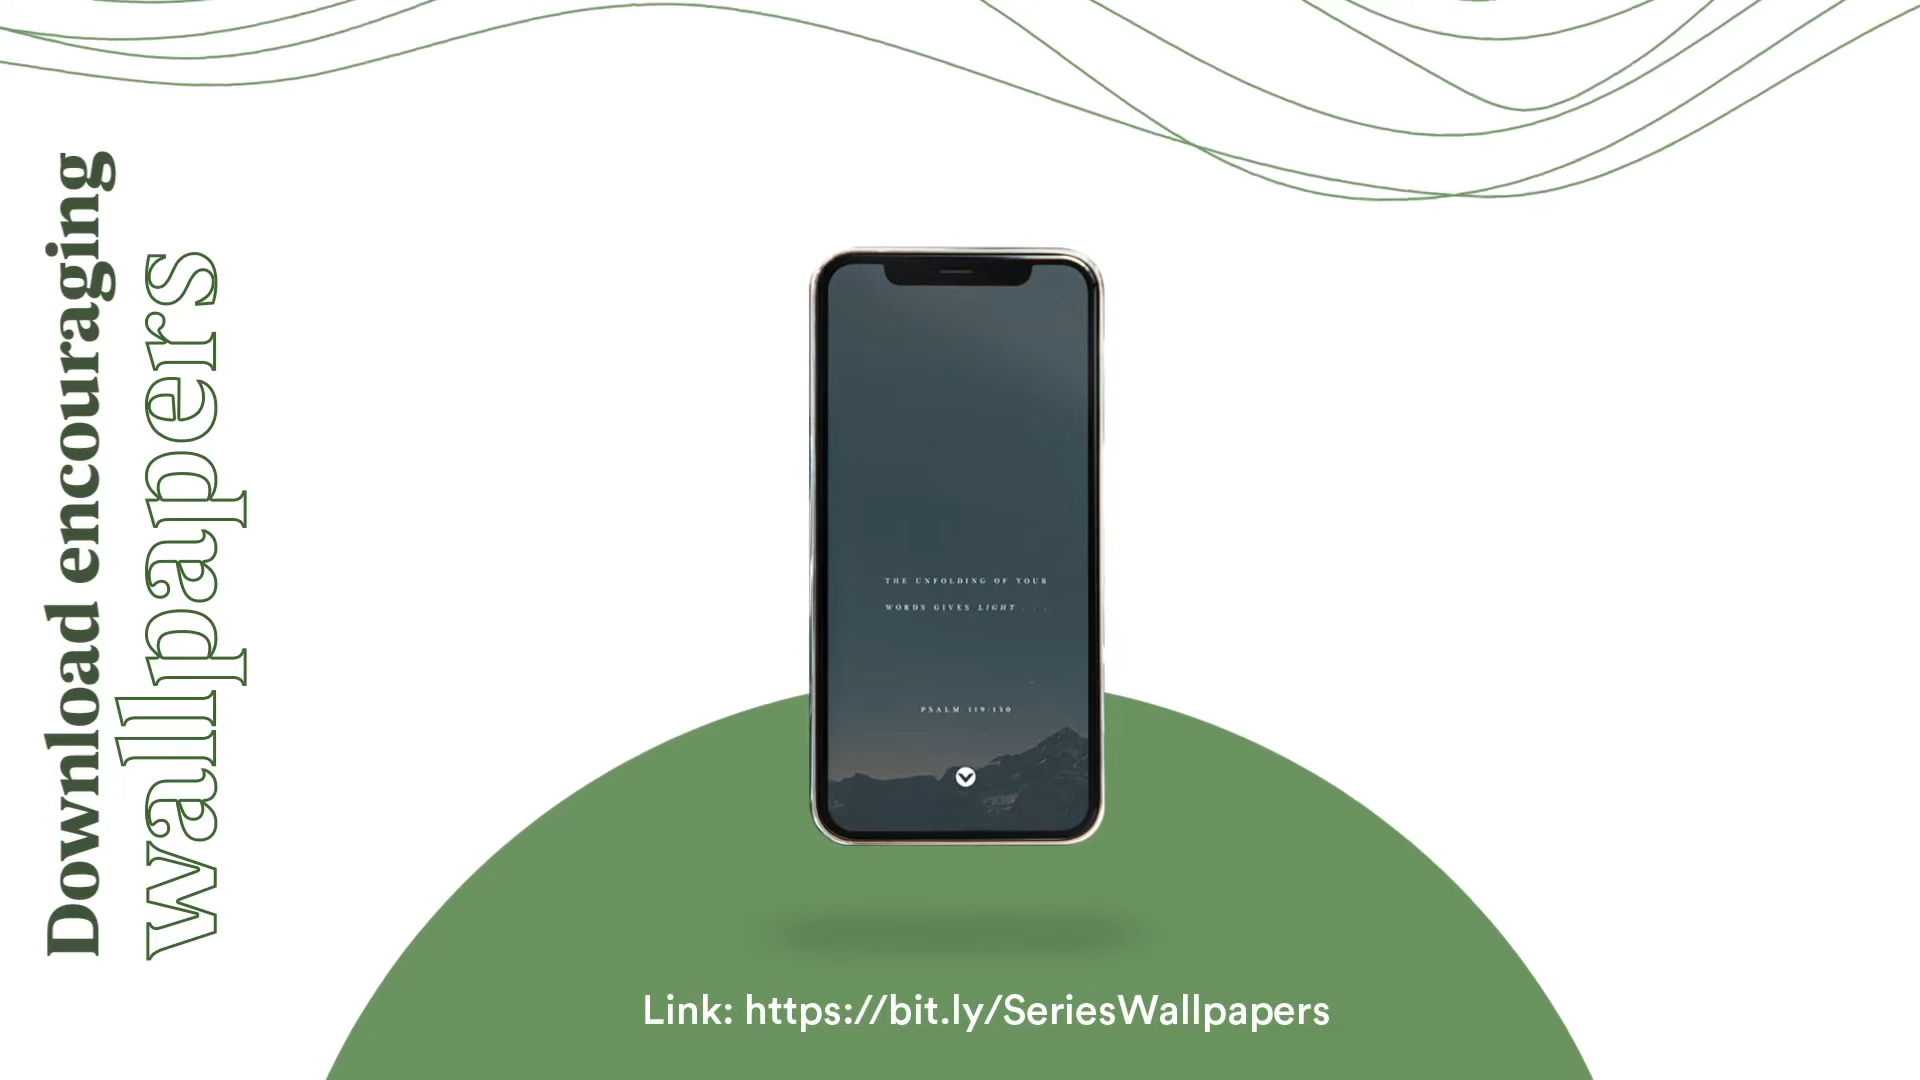 Download encouraging
wallpapers
THE UNFOLDING OF YOUR
WORDS GIVES LIGHT . . .
PSALM 119:130
Link: https://bit.ly/SeriesWallpapers